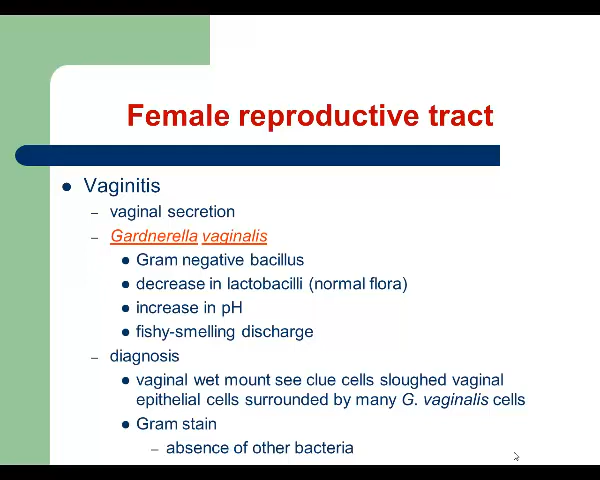 Female reproductive tract
● Vaginitis
– vaginal secretion
– Gardnerella vaginalis
● Gram negative bacillus
● decrease in lactobacilli (normal flora)
● increase in pH
● fishy-smelling discharge
– diagnosis
● vaginal wet mount see clue cells sloughed vaginal
epithelial cells surrounded by many G. vaginalis cells
● Gram stain
– absence of other bacteria